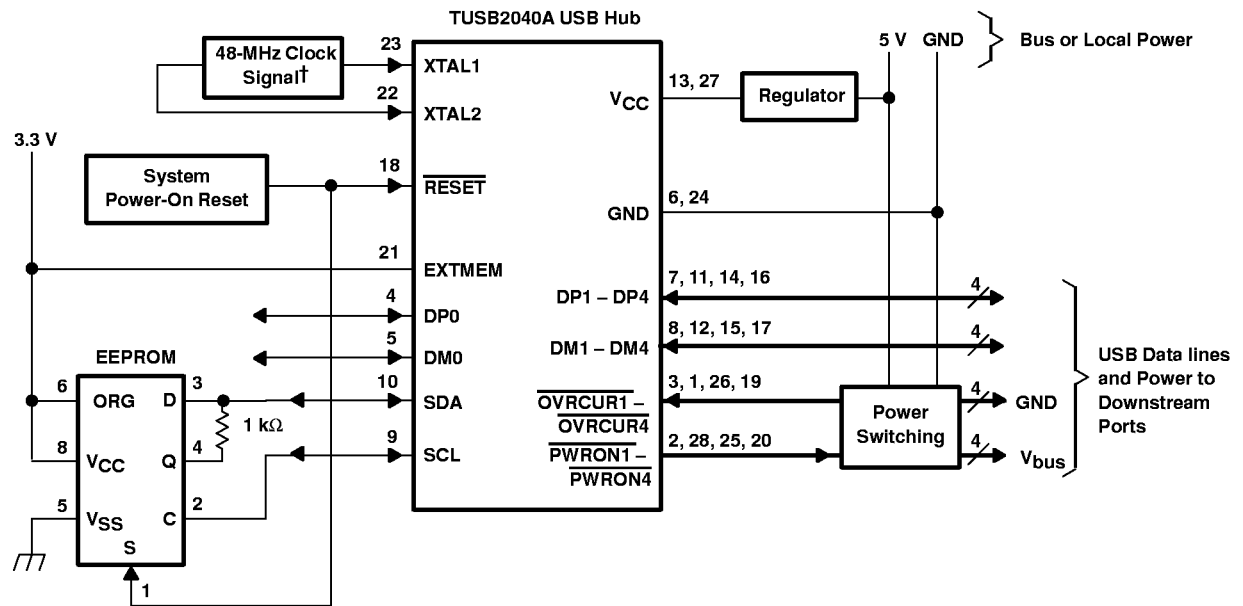 TUSB2040A USB Hub
48-MHz Clock
Signal†
23
XTAL1
22
XTAL2
5 V GND
Bus or Local Power
13, 27
VCC
Regulator
3.3 V
System
Power-On Reset
18
RESET
6, 24
GND
21
EXTMEM
4
DP0
5
DM0
7, 11, 14, 16
DP1 – DP4
4
8, 12, 15, 17
DM1 – DM4
4
EEPROM
6
ORG
D
3
10
SDA
1 kΩ
8
VCC
Q
4
9
SCL
5
VSS
C
2
S
1
3, 1, 26, 19
OVRCUR1 –
OVRCUR4
2, 28, 25, 20
PWRON1 –
PWRON4
Power
Switching
4
GND
4
Vbus
USB Data lines
and Power to
Downstream
Ports